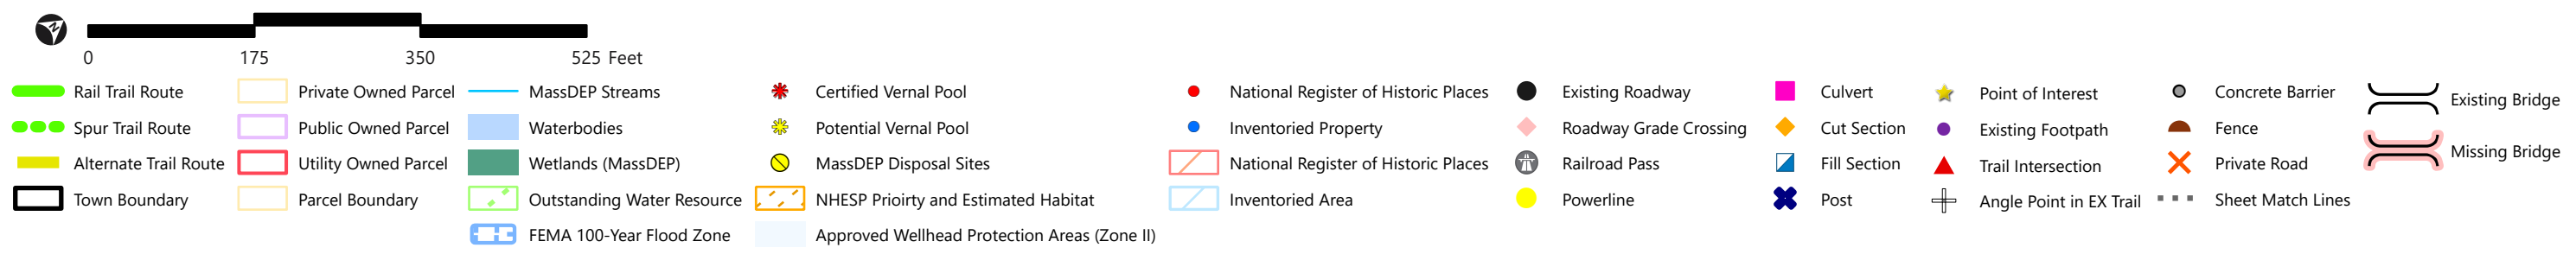 0 175 350 525 Feet
Rail Trail Route
Spur Trail Route
Alternate Trail Route
Town Boundary
Private Owned Parcel
Public Owned Parcel
Utility Owned Parcel
Parcel Boundary
MassDEP Streams
Waterbodies
Wetlands (MassDEP)
Outstanding Water Resource
FEMA 100-Year Flood Zone
Certified Vernal Pool
Potential Vernal Pool
MassDEP Disposal Sites
NHESP Prioirty and Estimated Habitat
Approved Wellhead Protection Areas (Zone II)
National Register of Historic Places
Inventoried Property
National Register of Historic Places
Inventoried Area
Existing Roadway
Roadway Grade Crossing
Railroad Pass
Powerline
Culvert
Cut Section
Fill Section
Post
Point of Interest
Existing Footpath
Trail Intersection
Angle Point in EX Trail
Concrete Barrier
Fence
Private Road
Sheet Match Lines
Existing Bridge
Missing Bridge